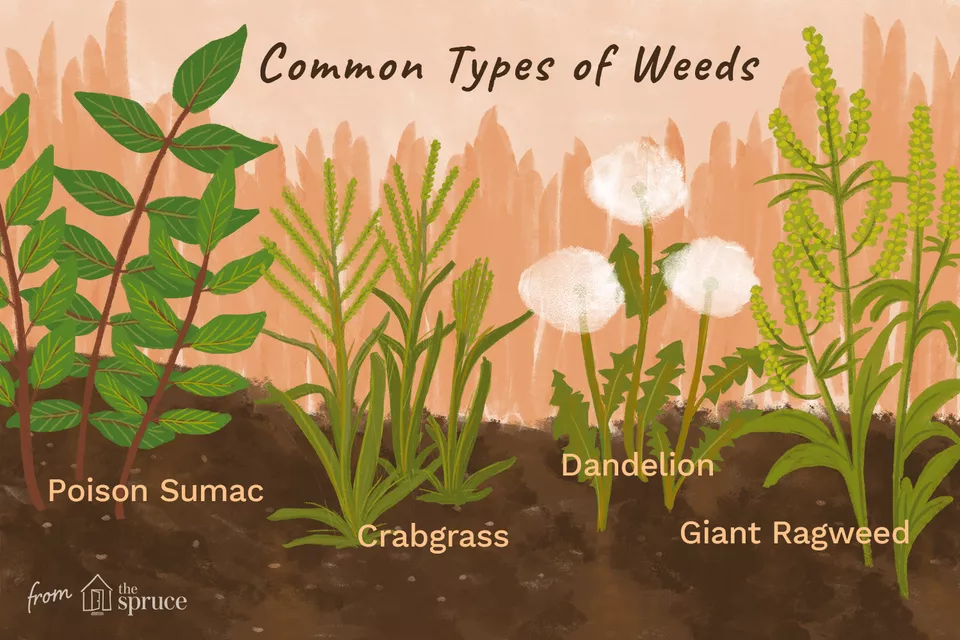 Common Types of Weeds
Dandelion
Poison Sumac
Giant Ragweed
Crabgrass
from the spruce